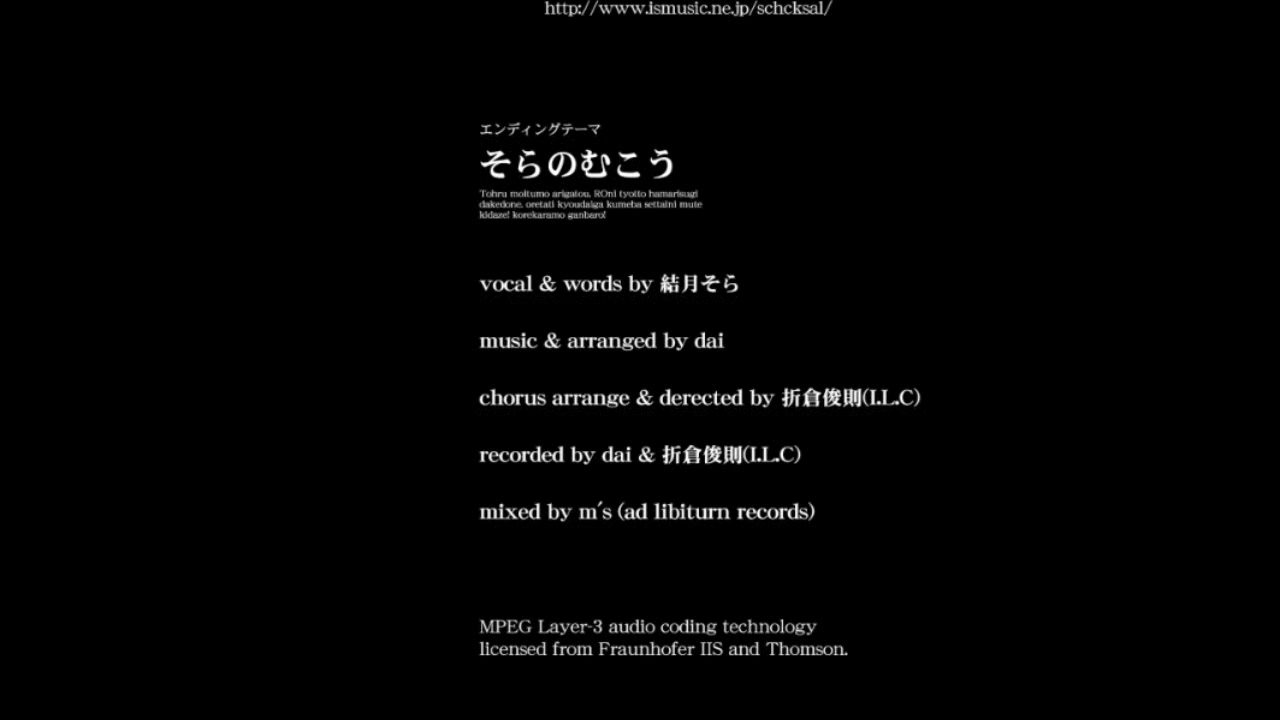 http://www.ismusic.ne.jp/schcksal/
エンディングテーマ
そらのむこう
Tohru moitumo arigatou, ROni tyotto hamarisugi
dakedone. oretati kyoudaiga kumeba settaini mute
kidaze! korekaramo ganbaro!
vocal & words by 結月そら
music & arranged by dai
chorus arrange & derected by 折倉俊則(I.L.C)
recorded by dai & 折倉俊則(I.L.C)
mixed by m´s (ad libiturn records)
MPEG Layer-3 audio coding technology
licensed from Fraunhofer IIS and Thomson.